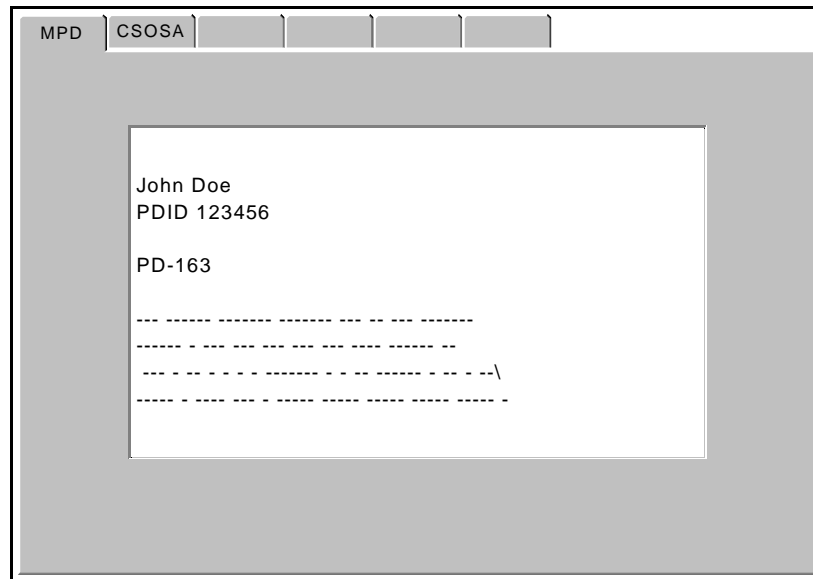 MPD CSOSA
John Doe
PDID 123456
PD-163
--- ------ ------- ------- --- -- --- -------
------ - --- --- --- --- --- ---- ------ --
--- - -- - - - - ------- - - -- ------ - -- - --\
----- - ---- --- - ----- ----- ----- ----- ----- -